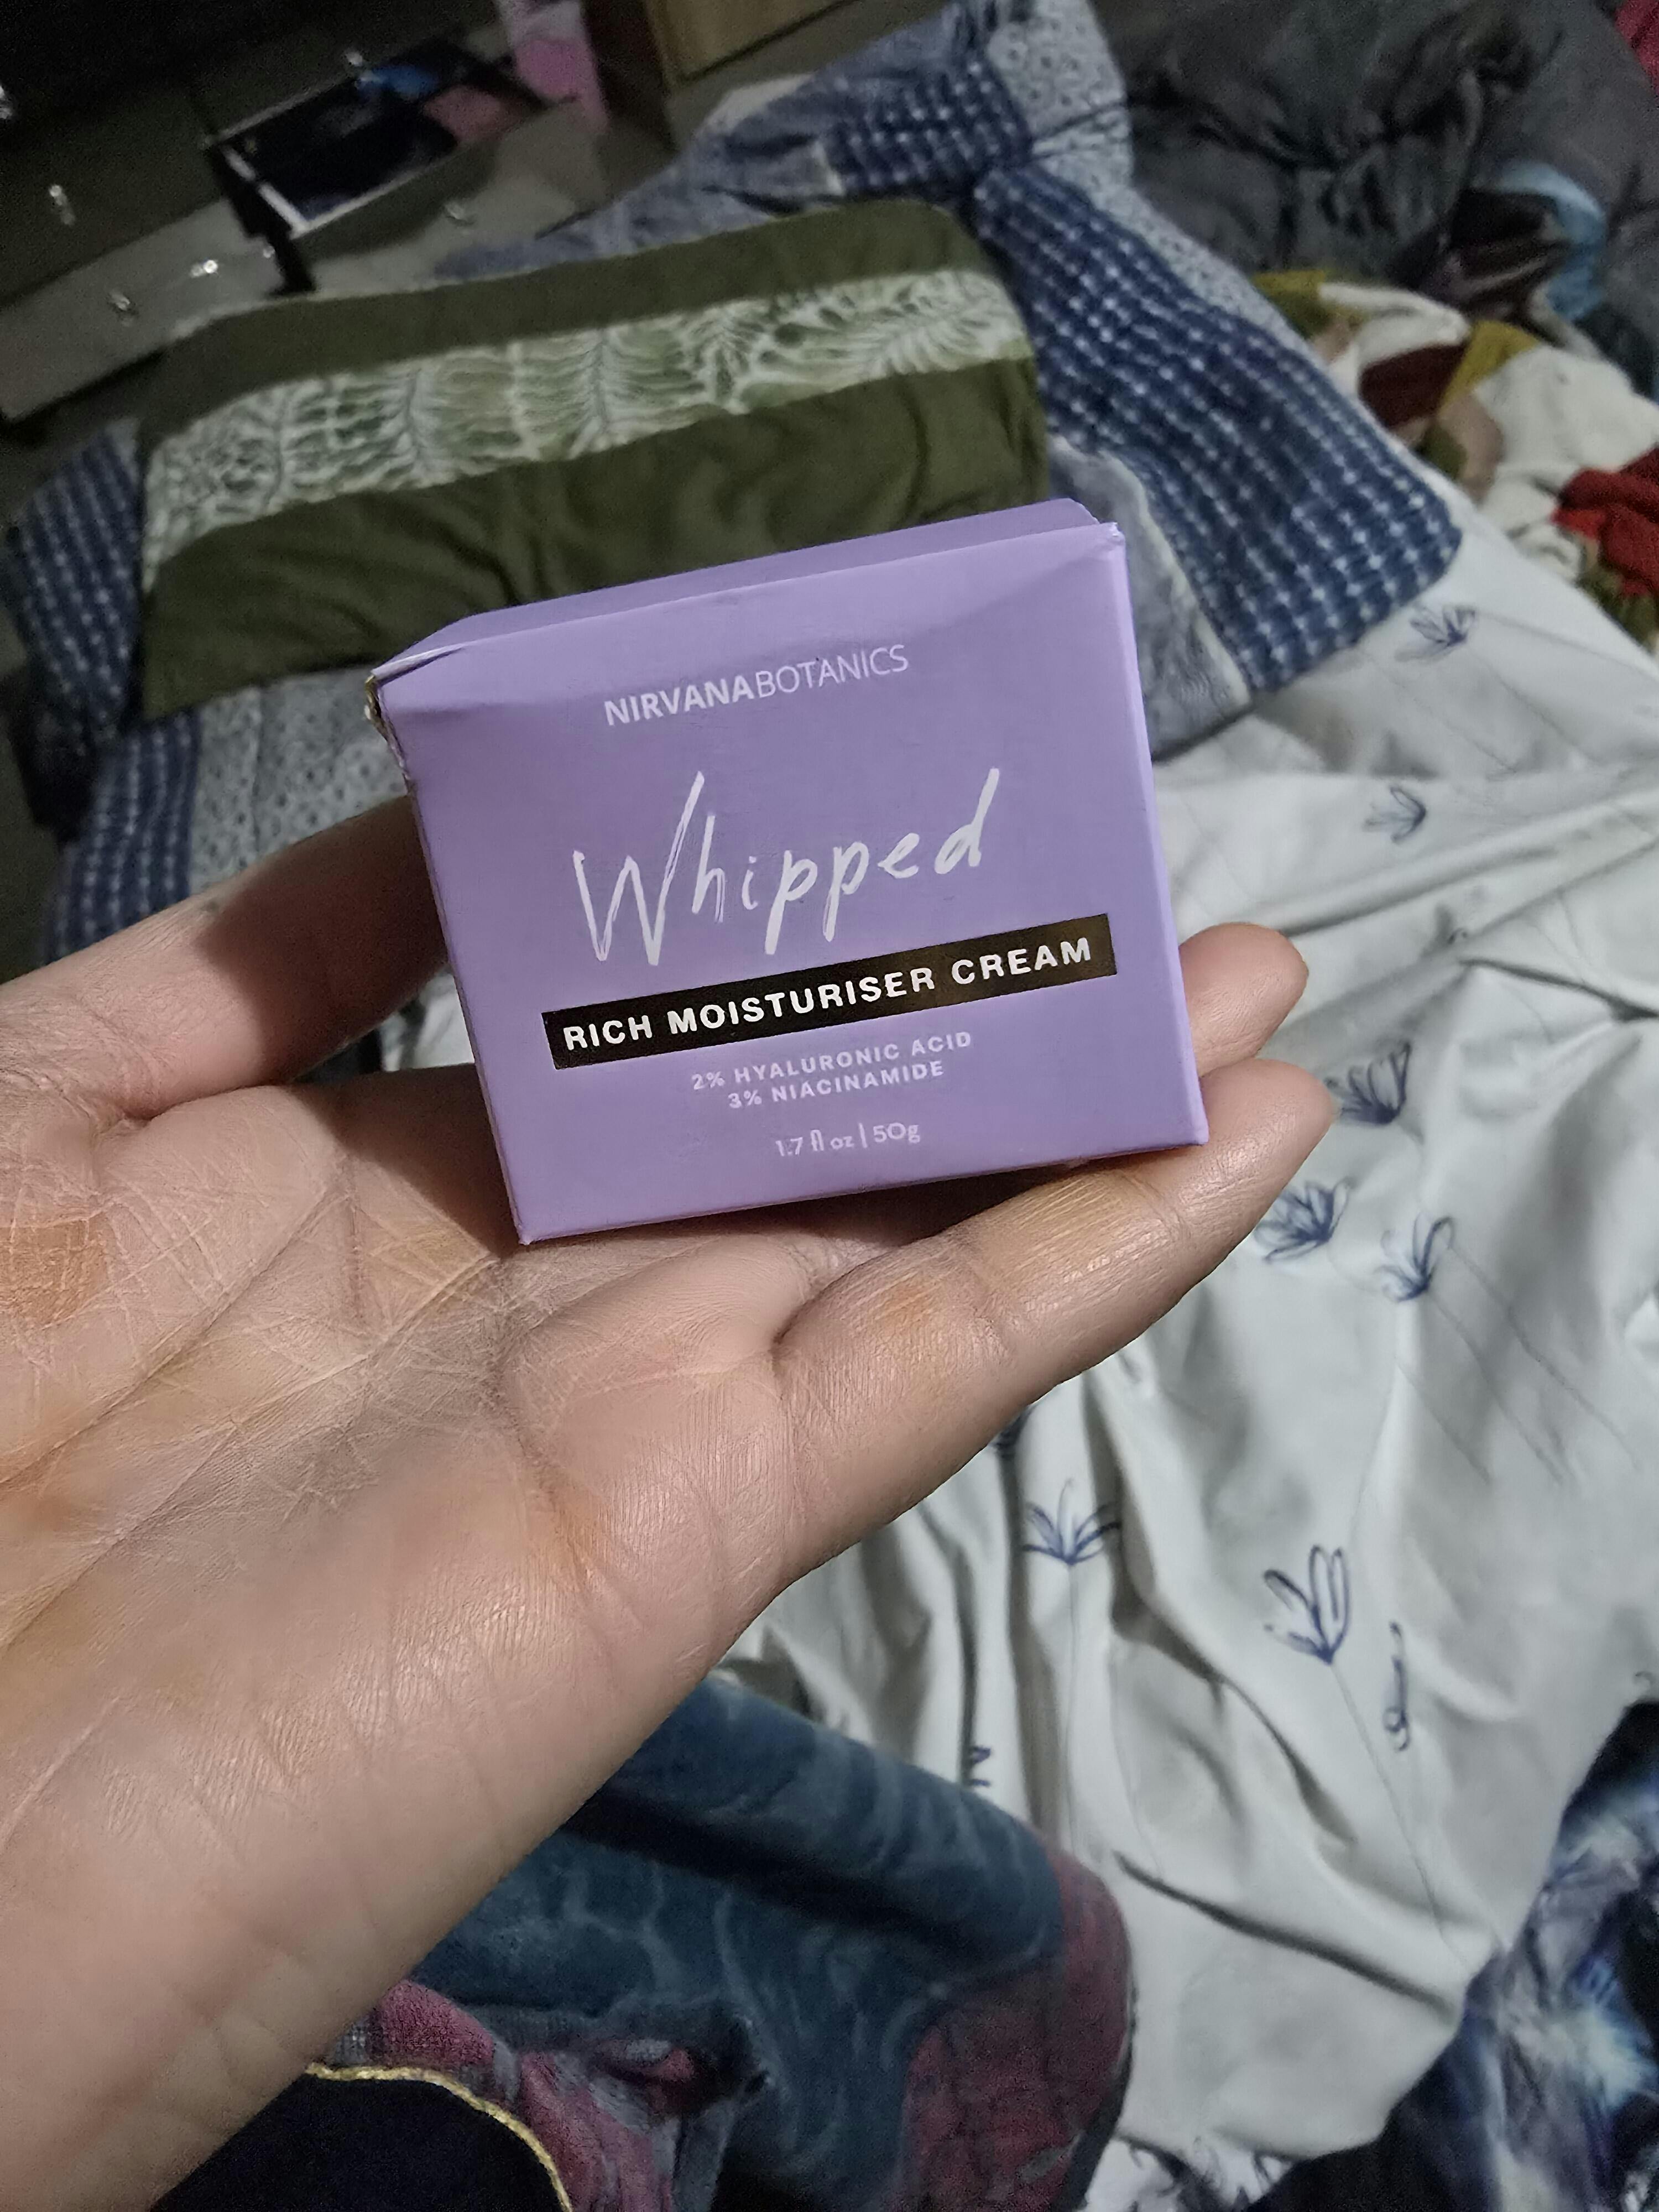 NIRVANABOTANICS
Whipped
RICH MOISTURISER CREAM
2% HYALURONIC ACID
3% NIACINAMIDE
1.7 fl oz | 50g